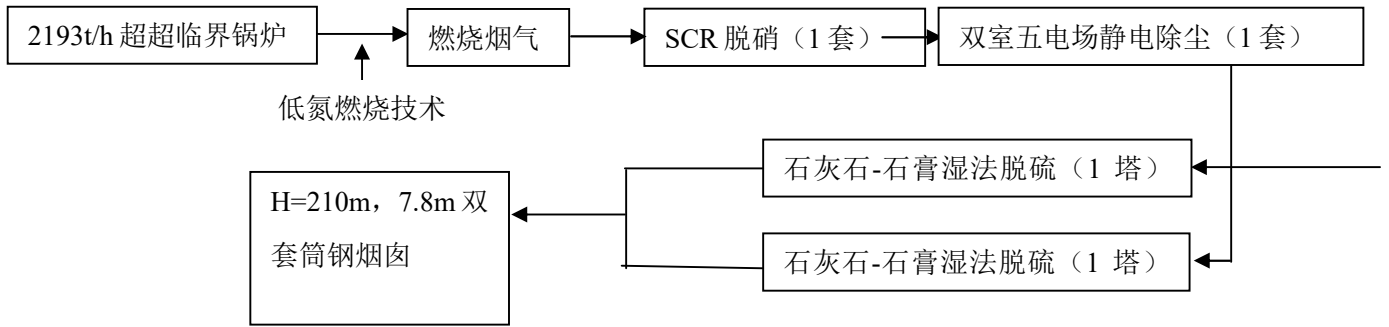 2193t/h 超超临界锅炉
燃烧烟气
SCR 脱硝（1 套）
双室五电场静电除尘（1 套）
低氮燃烧技术
石灰石-石膏湿法脱硫（1 塔）
H=210m，7.8m 双
套筒钢烟囱
石灰石-石膏湿法脱硫（1 塔）